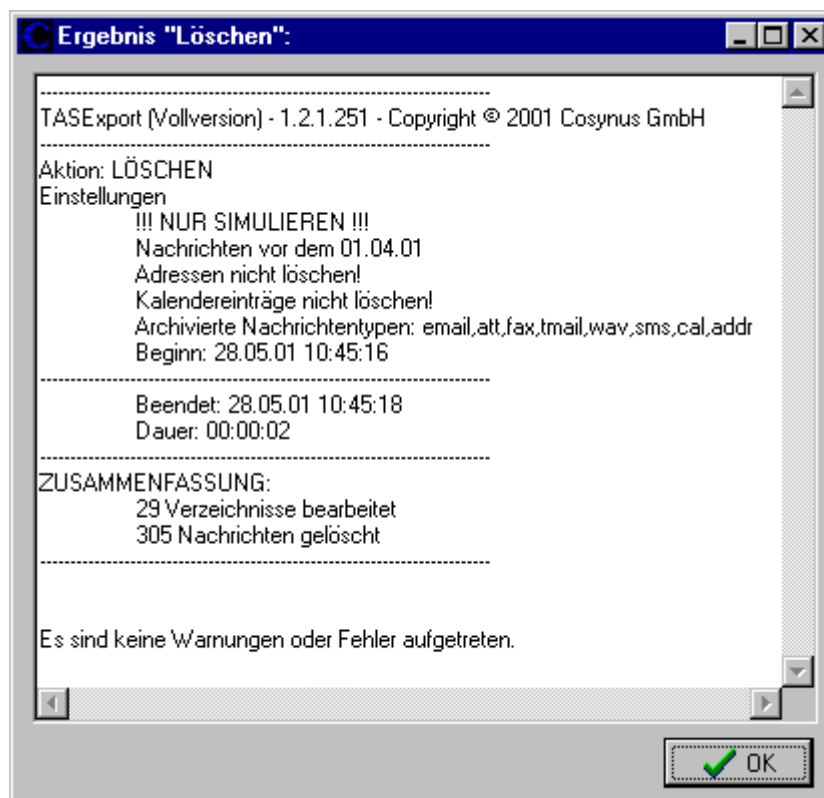 Ergebnis "Löschen":
---------------------------------------------------------------------------
TASExport (Vollversion) - 1.2.1.251 - Copyright © 2001 Cosynus GmbH
---------------------------------------------------------------------------
Aktion: LÖSCHEN
Einstellungen
!!! NUR SIMULIEREN !!!
Nachrichten vor dem 01.04.01
Adressen nicht löschen!
Kalendereinträge nicht löschen!
Archivierte Nachrichtentypen: email,att,fax,tmail,wav,sms,cal,addr
Beginn: 28.05.01 10:45:16
---------------------------------------------------------------------------
Beendet: 28.05.01 10:45:18
Dauer: 00:00:02
---------------------------------------------------------------------------
ZUSAMMENFASSUNG:
29 Verzeichnisse bearbeitet
305 Nachrichten gelöscht
---------------------------------------------------------------------------
Es sind keine Warnungen oder Fehler aufgetreten.
OK